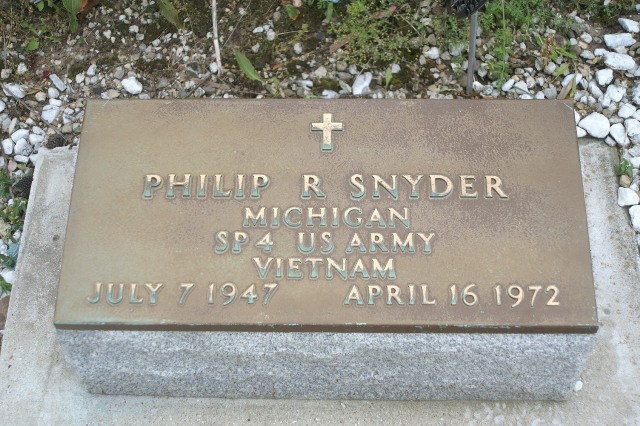 PHILIP R SNYDER
MICHIGAN
SP4 US ARMY
VIETNAM
JULY 7 1947 APRIL 16 1972